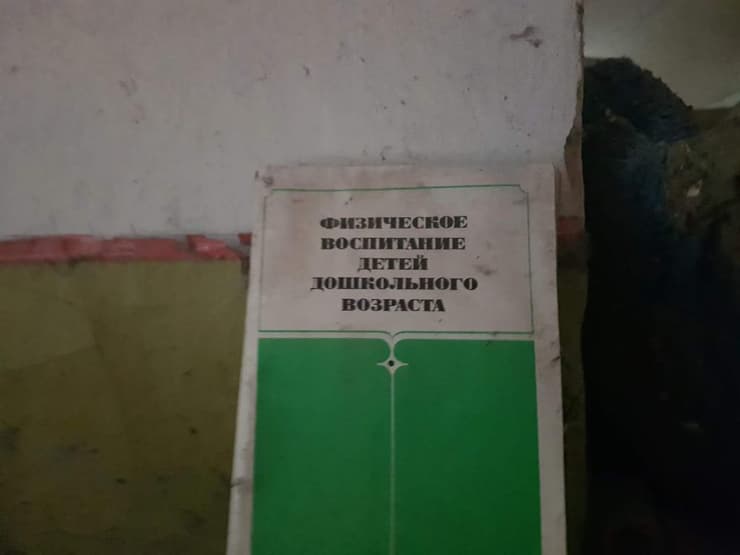 ФИЗИЧЕСКОЕ
ВОСПИТАНИЕ
ДЕТЕЙ
ДОШКОЛЬНОГО
ВОЗРАСТА